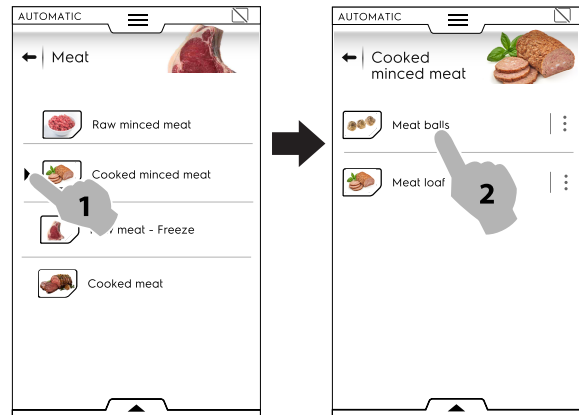 AUTOMATIC
Meat
Raw minced meat
Cooked minced meat
1
meat - Freeze
Cooked meat
AUTOMATIC
Cooked
minced meat
Meat balls
Meat loaf
2